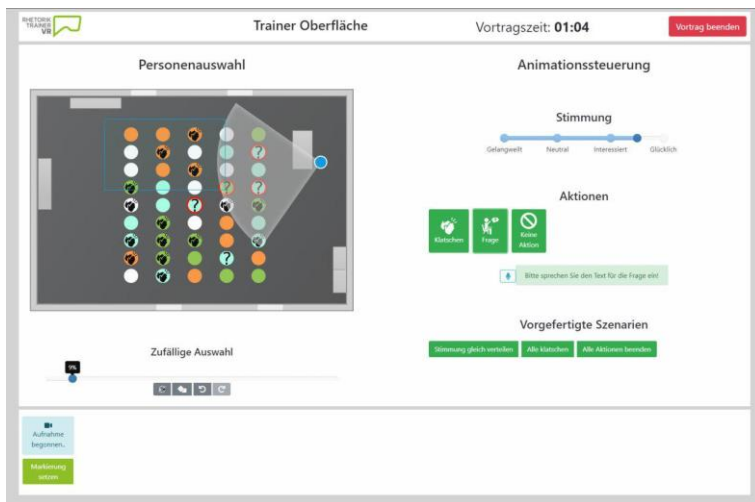 RHETORIK
TRAINER
VR
Trainer Oberfläche
Vortragszeit: 01:04
Vortrag beenden
Personenauswahl
Animationssteuerung
Stimmung
Gelangweilt Neutral Interessiert Glücklich
Aktionen
Klatschen
Frage
Keine
Aktion
Bitte sprechen Sie den Text für die Frage ein!
Vorgefertigte Szenarien
Stimmung gleich verteilen Alle klatschen Alle Aktionen beenden
? ? ? ? ? ?
Zufällige Auswahl
9%
Aufnahme
begonnen..
Markierung
setzen